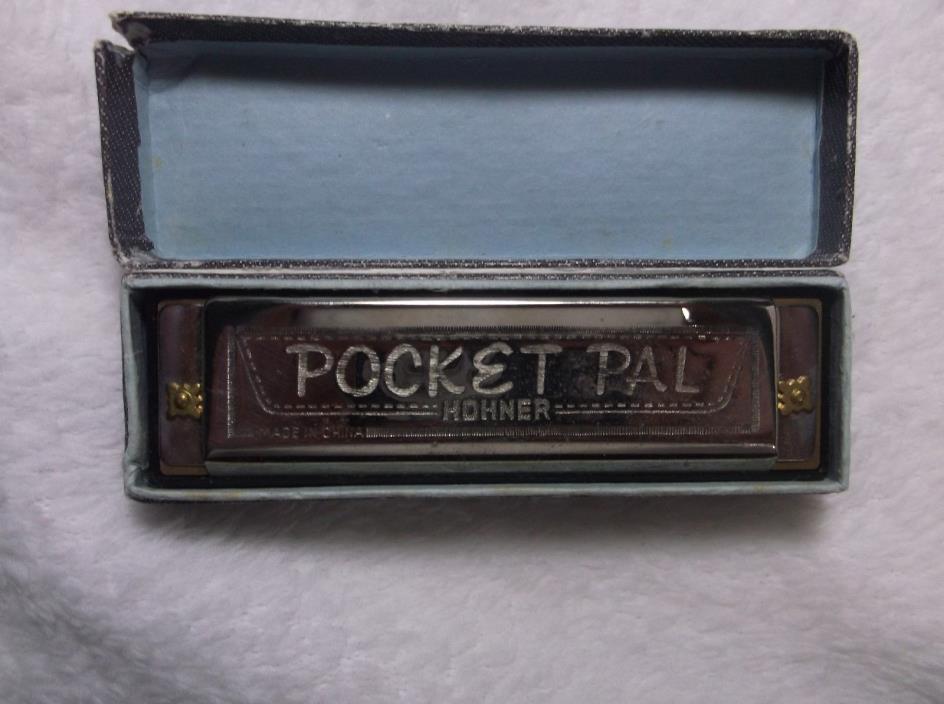 POCKET PAL
HOHNER
MADE IN CHINA